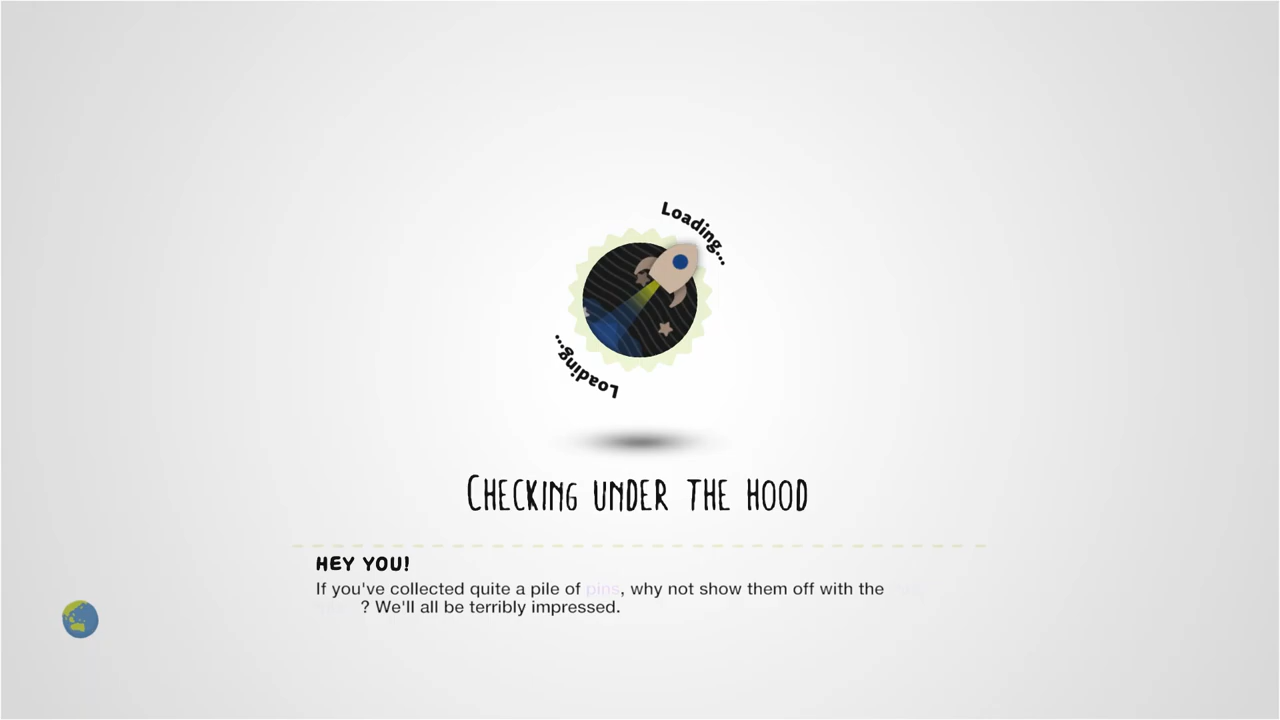 Loading...
Loading...
CHECKING UNDER THE HOOD
HEY YOU!
If you've collected quite a pile of pins, why not show them off with the
? We'll all be terribly impressed.